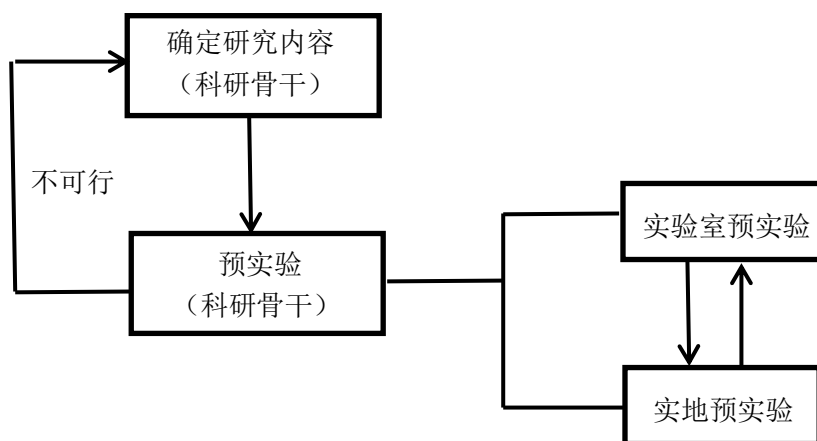 确定研究内容
（科研骨干）
不可行
预实验
（科研骨干）
实验室预实验
实地预实验